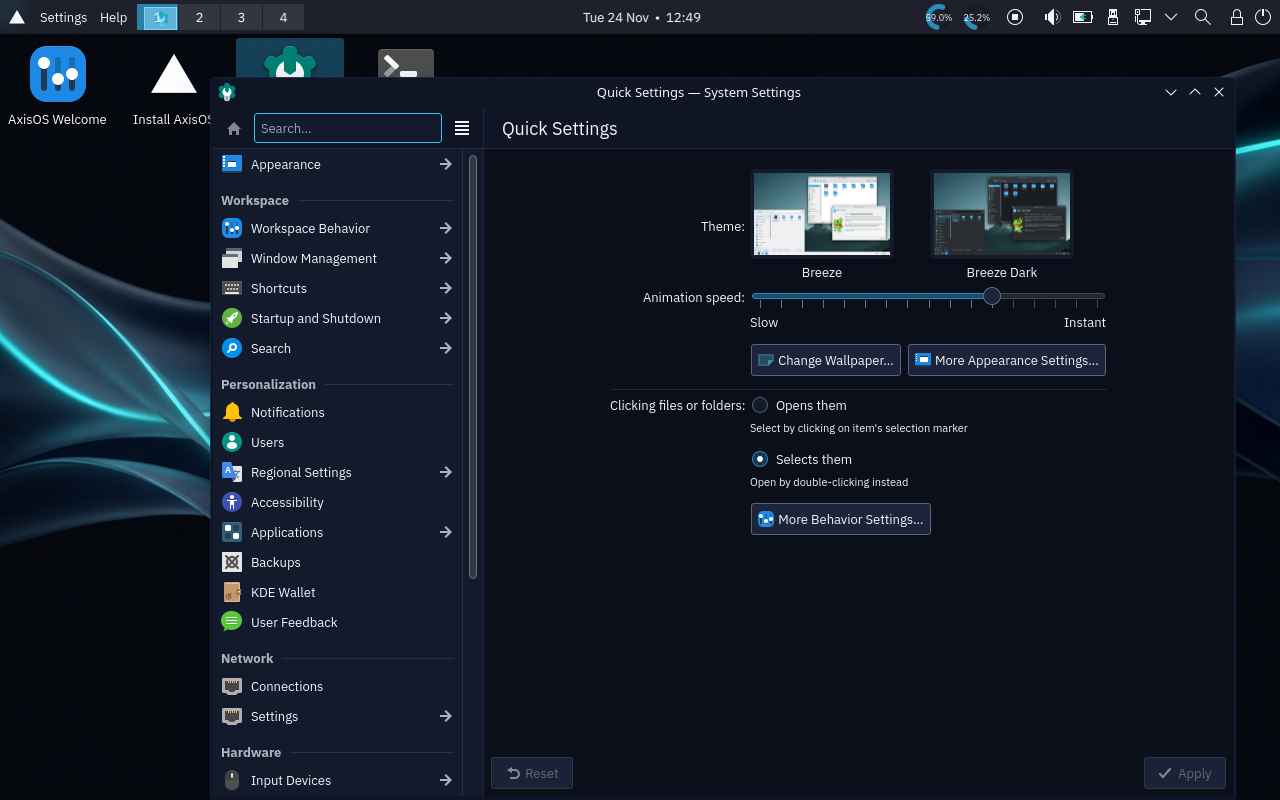 Settings Help 1 2 3 4 Tue 24 Nov • 12:49 59.0% 25.2%
AxisOS Welcome
Install AxisOS
Quick Settings — System Settings
Search...
Quick Settings
Appearance
Workspace
Workspace Behavior
Window Management
Shortcuts
Startup and Shutdown
Search
Personalization
Notifications
Users
Regional Settings
Accessibility
Applications
Backups
KDE Wallet
User Feedback
Network
Connections
Settings
Hardware
Input Devices
Theme:
Breeze
Breeze Dark
Animation speed:
Slow
Instant
Change Wallpaper...
More Appearance Settings...
Clicking files or folders:
Opens them
Select by clicking on item's selection marker
Selects them
Open by double-clicking instead
More Behavior Settings...
Reset
Apply